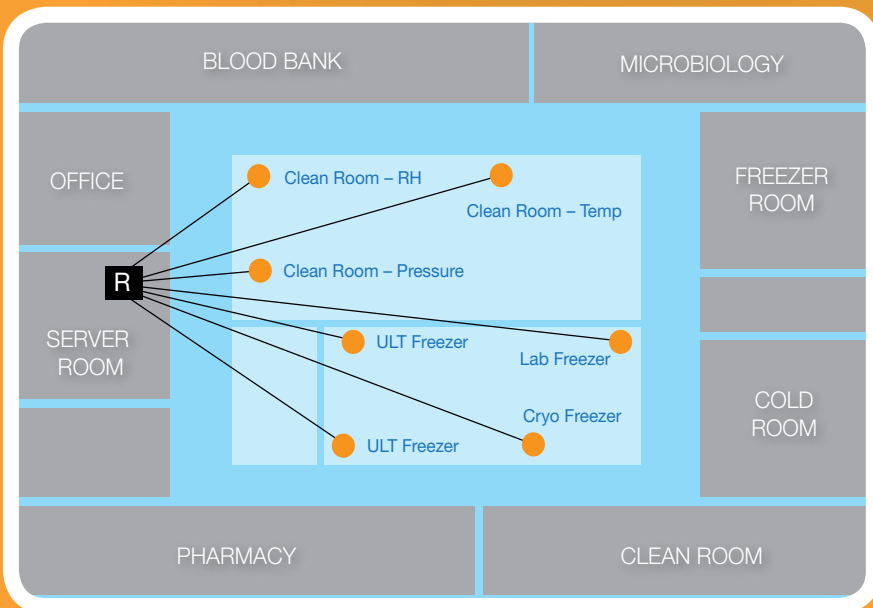 BLOOD BANK
MICROBIOLOGY
OFFICE
Clean Room – RH
Clean Room – Temp
FREEZER
ROOM
Clean Room – Pressure
R
SERVER
ROOM
ULT Freezer
Lab Freezer
Cryo Freezer
COLD
ROOM
ULT Freezer
PHARMACY
CLEAN ROOM